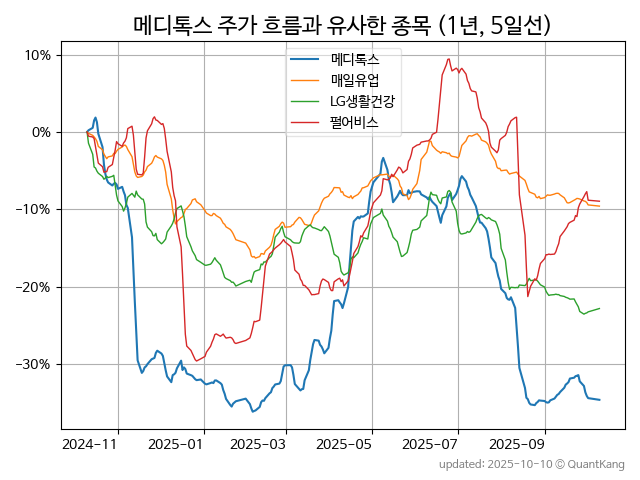 메디톡스 주가 흐름과 유사한 종목 (1년, 5일선)
메디톡스
매일유업
LG생활건강
펄어비스
10%
0%
−10%
−20%
−30%
2024-11
2025-01
2025-03
2025-05
2025-07
2025-09
updated: 2025-10-10 © QuantKang